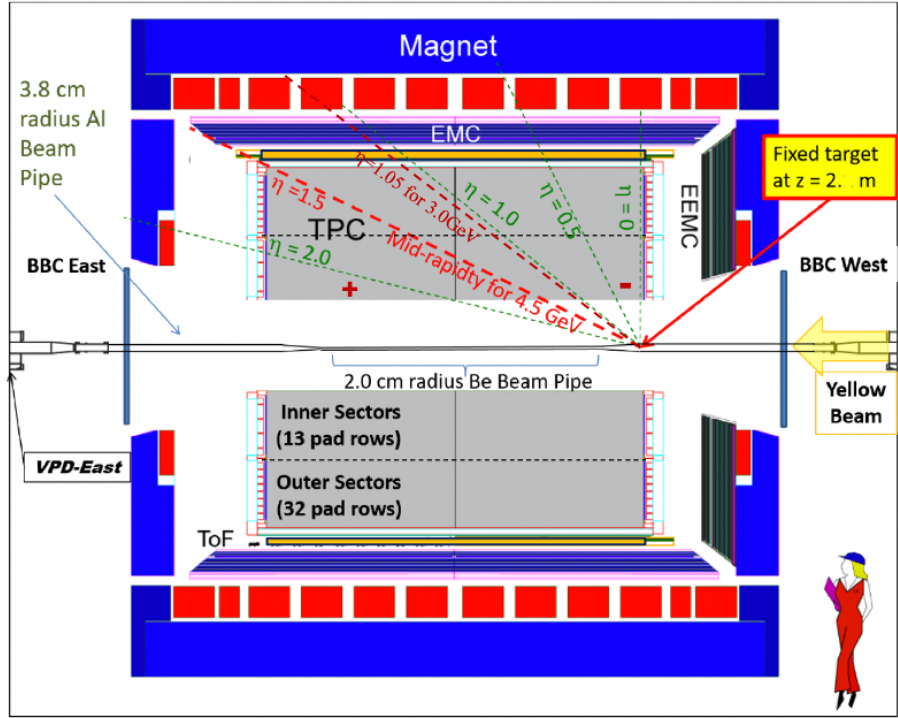 Magnet
3.8 cm
radius Al
Beam
Pipe
EMC
Fixed target
at z = 2. m
η=1.05 for 3.0GeV
η = 1.0
η = 0.5
η = 0
EEMC
η =1.5
TPC
η = 2.0
Mid-rapidty for 4.5 GeV
BBC East
BBC West
+
-
2.0 cm radius Be Beam Pipe
Yellow
Beam
Inner Sectors
(13 pad rows)
VPD-East
Outer Sectors
(32 pad rows)
ToF